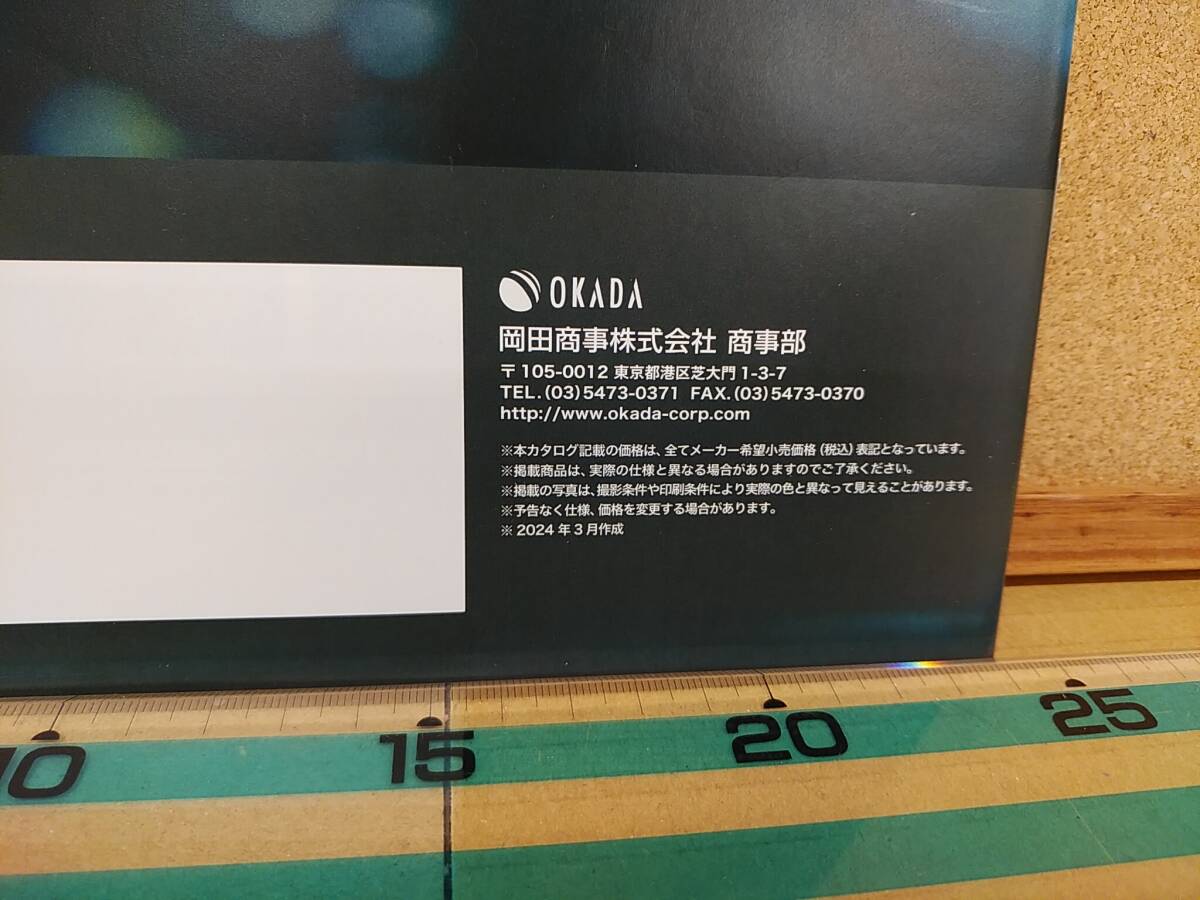 OKADA
岡田商事株式会社 商事部
〒105-0012 東京都港区芝大門1-3-7
TEL.(03)5473-0371 FAX.(03)5473-0370
http://www.okada-corp.com
※本カタログ記載の価格は、全てメーカー希望小売価格(税込)表記となっています。
※掲載商品は、実際の仕様と異なる場合がありますのでご了承ください。
※掲載の写真は、撮影条件や印刷条件により実際の色と異なって見えることがあります。
※予告なく仕様、価格を変更する場合があります。
※2024年3月作成
10 15 20 25